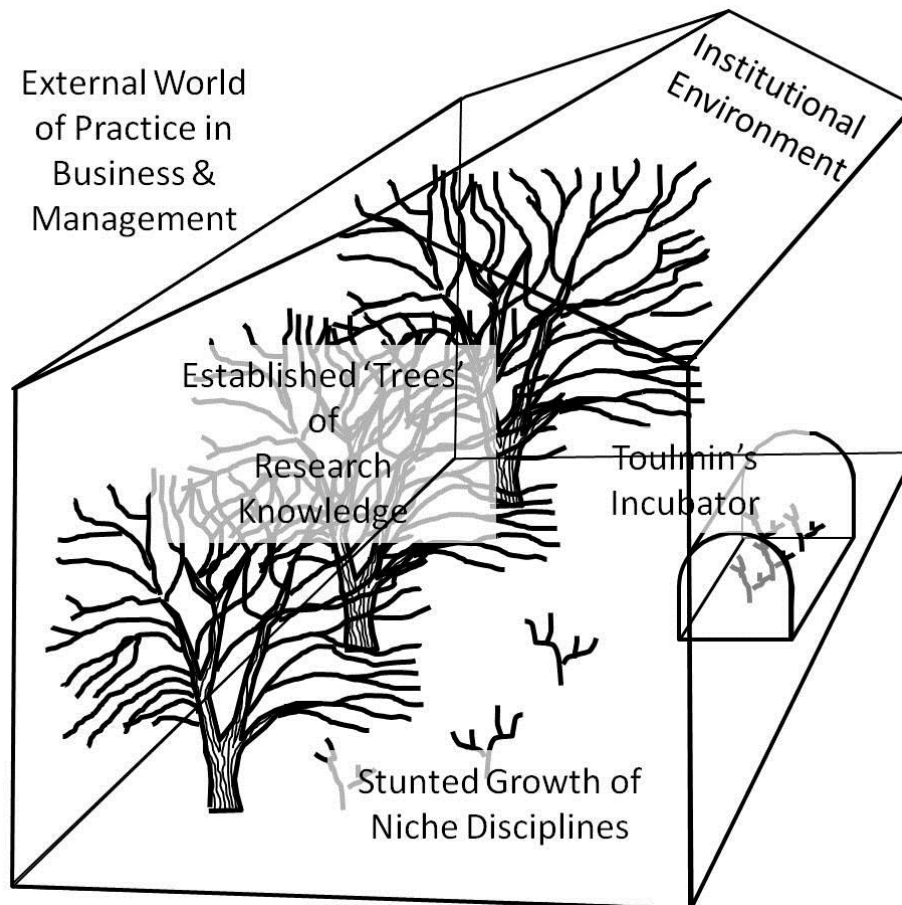 External World
of Practice in
Business &
Management
Institutional
Environment
Established ‘Trees’
of
Research
Knowledge
Toulmin’s
Incubator
Stunted Growth of
Niche Disciplines